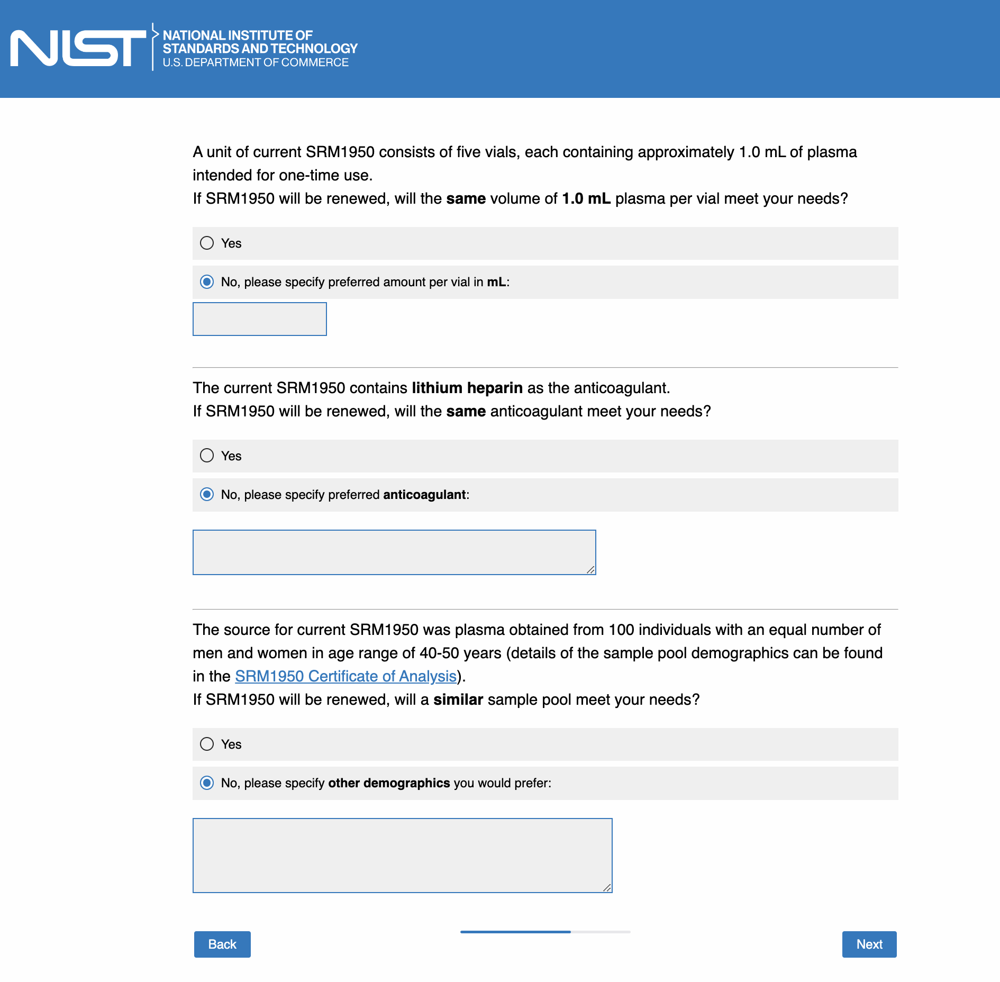 NIST
NATIONAL INSTITUTE OF
STANDARDS AND TECHNOLOGY
U.S. DEPARTMENT OF COMMERCE
A unit of current SRM1950 consists of five vials, each containing approximately 1.0 mL of plasma
intended for one-time use.
If SRM1950 will be renewed, will the same volume of 1.0 mL plasma per vial meet your needs?
Yes
No, please specify preferred amount per vial in mL:
The current SRM1950 contains lithium heparin as the anticoagulant.
If SRM1950 will be renewed, will the same anticoagulant meet your needs?
Yes
No, please specify preferred anticoagulant:
The source for current SRM1950 was plasma obtained from 100 individuals with an equal number of
men and women in age range of 40-50 years (details of the sample pool demographics can be found
in the SRM1950 Certificate of Analysis).
If SRM1950 will be renewed, will a similar sample pool meet your needs?
Yes
No, please specify other demographics you would prefer:
Back
Next